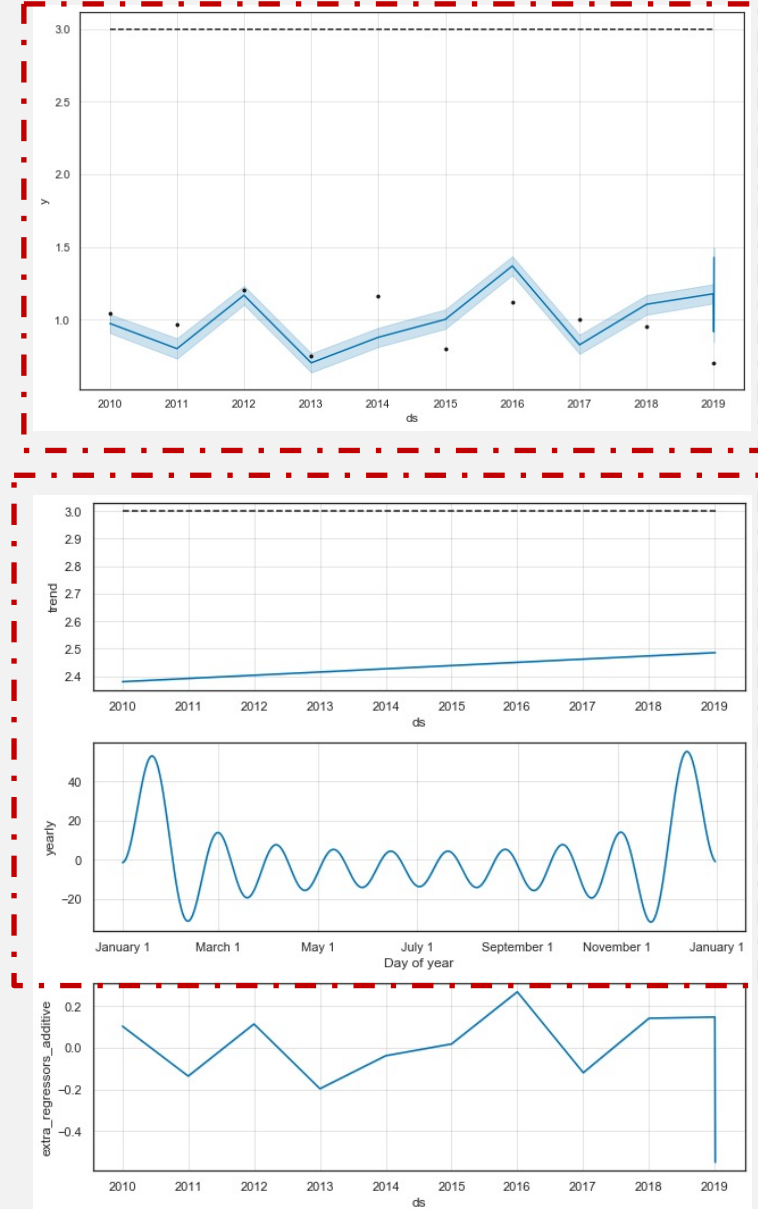 3.0
2.5
2.0
y
1.5
1.0
2010 2011 2012 2013 2014 2015 2016 2017 2018 2019
ds
3.0
2.9
2.8
trend
2.7
2.6
2.5
2.4
2010 2011 2012 2013 2014 2015 2016 2017 2018 2019
ds
40
20
yearly
0
−20
January 1 March 1 May 1 July 1 September 1 November 1 January 1
Day of year
extra_regressors_additive
0.2
0.0
−0.2
−0.4
2010 2011 2012 2013 2014 2015 2016 2017 2018 2019
ds